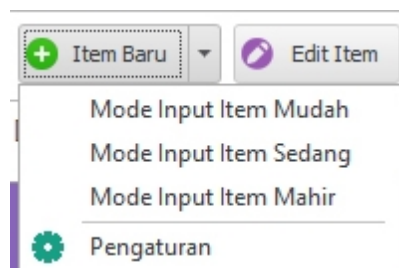 Item Baru Edit Item
Mode Input Item Mudah
Mode Input Item Sedang
Mode Input Item Mahir
Pengaturan